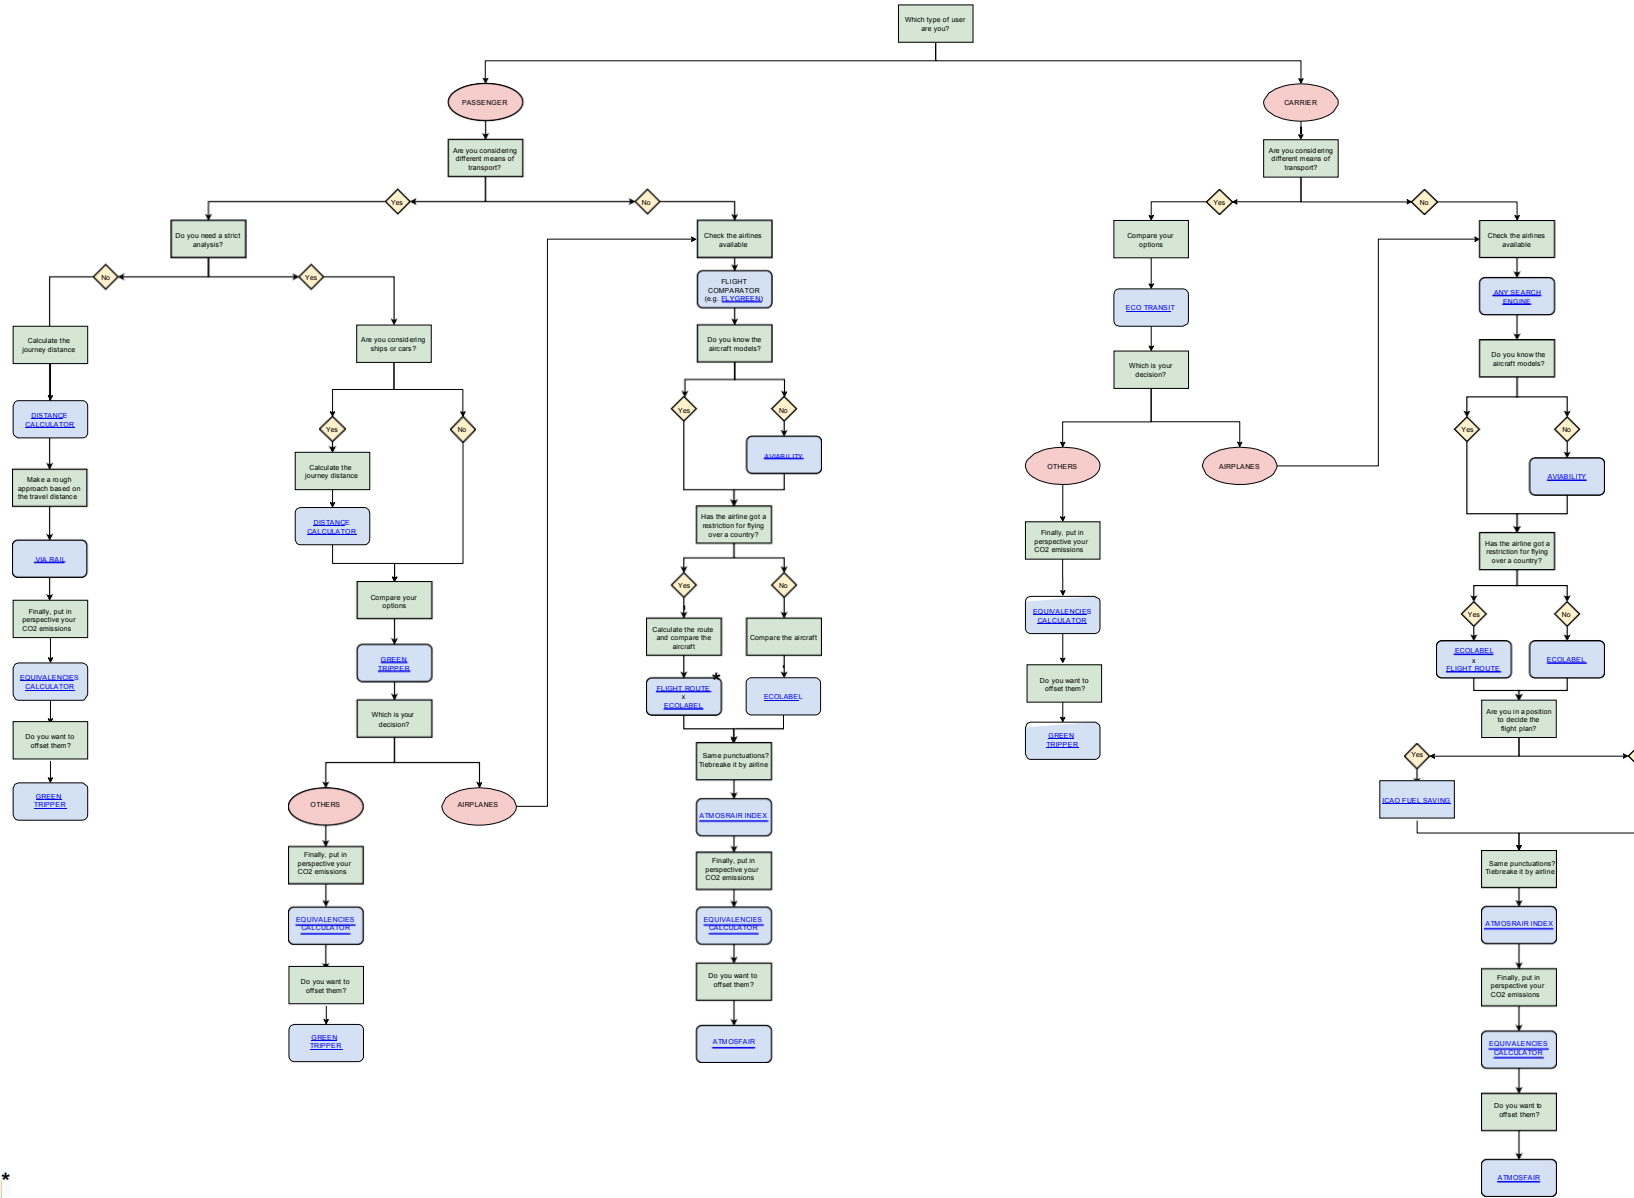 Which type of user
are you?
PASSENGER
CARRIER
Are you considering
different means of
transport?
Are you considering
different means of
transport?
Yes
No
Yes
No
Do you need a strict
analysis?
Check the airlines
available
Compare your
options
Check the airlines
available
No
Yes
FLIGHT
COMPARATOR
(e.g. FLYGREEN)
ECO TRANSIT
ANY SEARCH
ENGINE
Calculate the
journey distance
Are you considering
ships or cars?
Do you know the
aircraft models?
Which is your
decision?
Do you know the
aircraft models?
DISTANCE
CALCULATOR
Yes
No
Yes
No
Yes
No
AVIABILITY
OTHERS
AIRPLANES
AVIABILITY
Make a rough
approach based on
the travel distance
Calculate the
journey distance
DISTANCE
CALCULATOR
Has the airline got a
restriction for flying
over a country?
Finally, put in
perspective your
CO2 emissions
Has the airline got a
restriction for flying
over a country?
VIA RAIL
Yes
No
Yes
No
Finally, put in
perspective your
CO2 emissions
Compare your
options
Calculate the route
and compare the
aircraft
Compare the aircraft
EQUIVALENCIES
CALCULATOR
ECOLABEL
x
FLIGHT ROUTE
ECOLABEL
EQUIVALENCIES
CALCULATOR
GREEN
TRIPPER
*
FLIGHT ROUTE
x
ECOLABEL
ECOLABEL
Do you want to
offset them?
Are you in a position
to decide the
flight plan?
Do you want to
offset them?
Which is your
decision?
Same punctuations?
Tiebreake it by airline
GREEN
TRIPPER
Yes
GREEN
TRIPPER
OTHERS
AIRPLANES
ATMOSRAIR INDEX
ICAO FUEL SAVING
Finally, put in
perspective your
CO2 emissions
Finally, put in
perspective your
CO2 emissions
Same punctuations?
Tiebreake it by airline
EQUIVALENCIES
CALCULATOR
EQUIVALENCIES
CALCULATOR
ATMOSRAIR INDEX
Do you want to
offset them?
Do you want to
offset them?
Finally, put in
perspective your
CO2 emissions
GREEN
TRIPPER
ATMOSFAIR
EQUIVALENCIES
CALCULATOR
Do you want to
offset them?
ATMOSFAIR
*